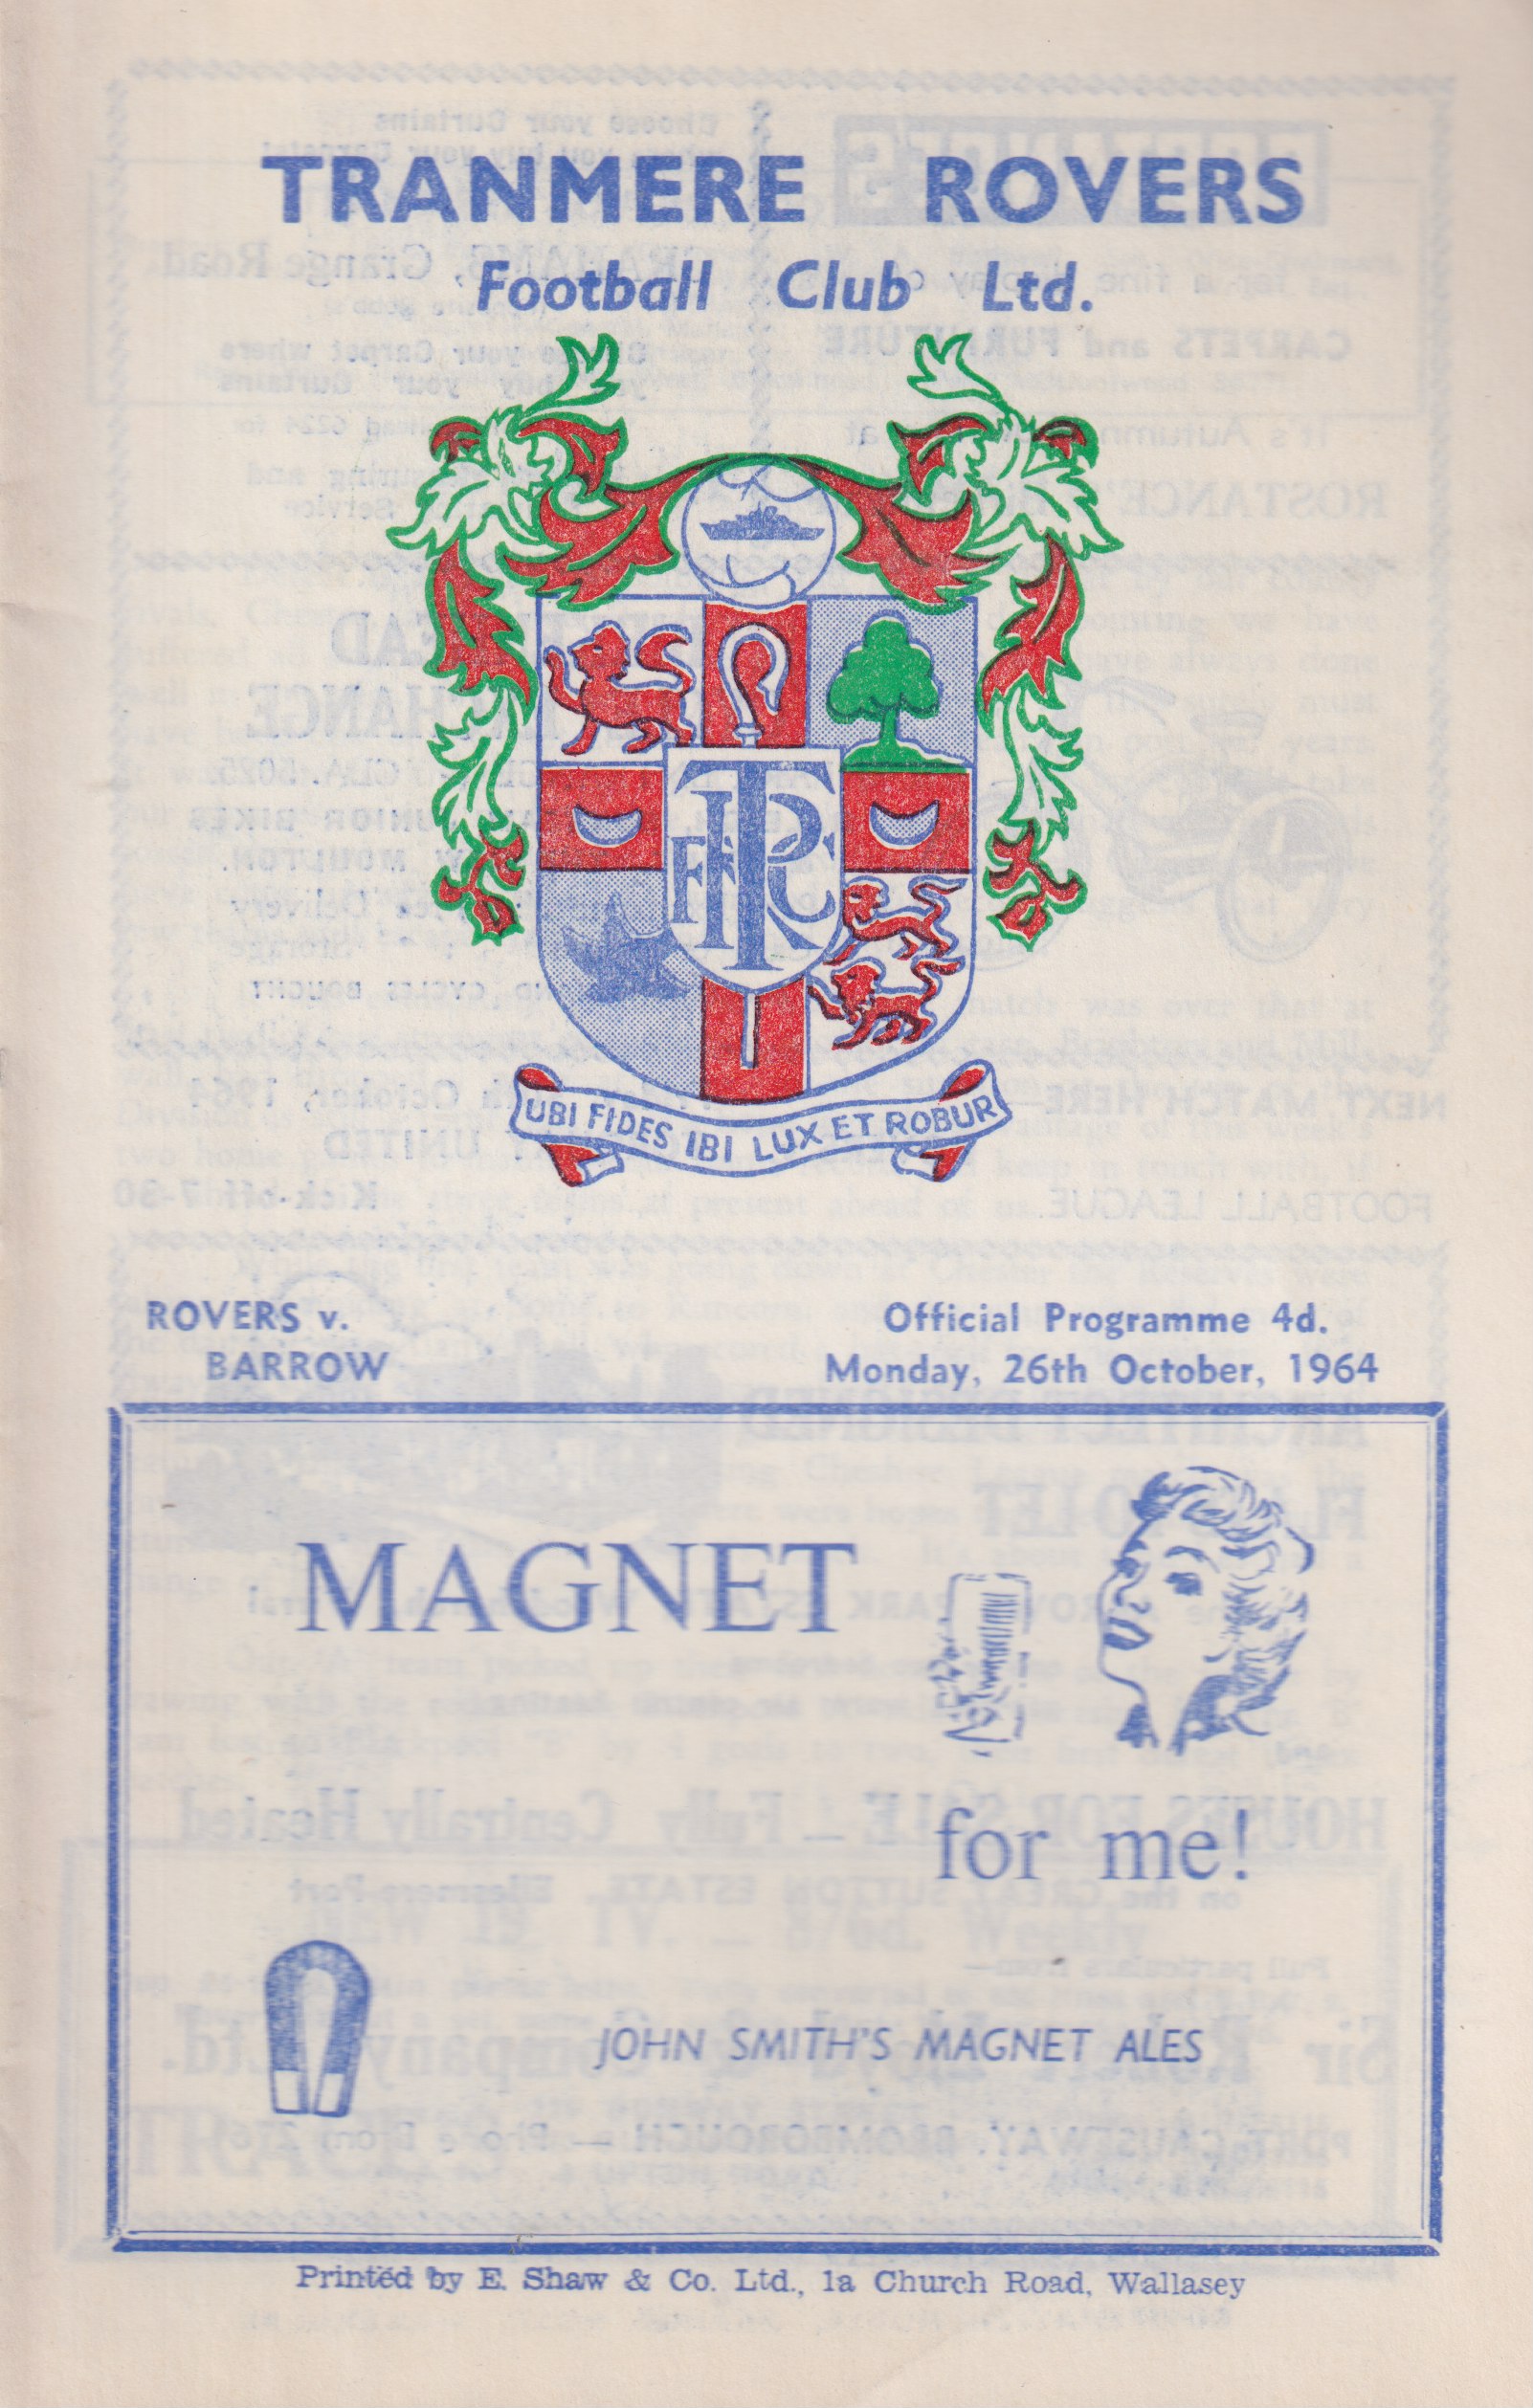 TRANMERE ROVERS
Football Club Ltd.
TRFC
UBI FIDES IBI LUX ET ROBUR
ROVERS v.
BARROW
Official Programme 4d.
Monday, 26th October, 1964
MAGNET
for me!
JOHN SMITH'S MAGNET ALES
Printed by E. Shaw & Co. Ltd., 1a Church Road, Wallasey